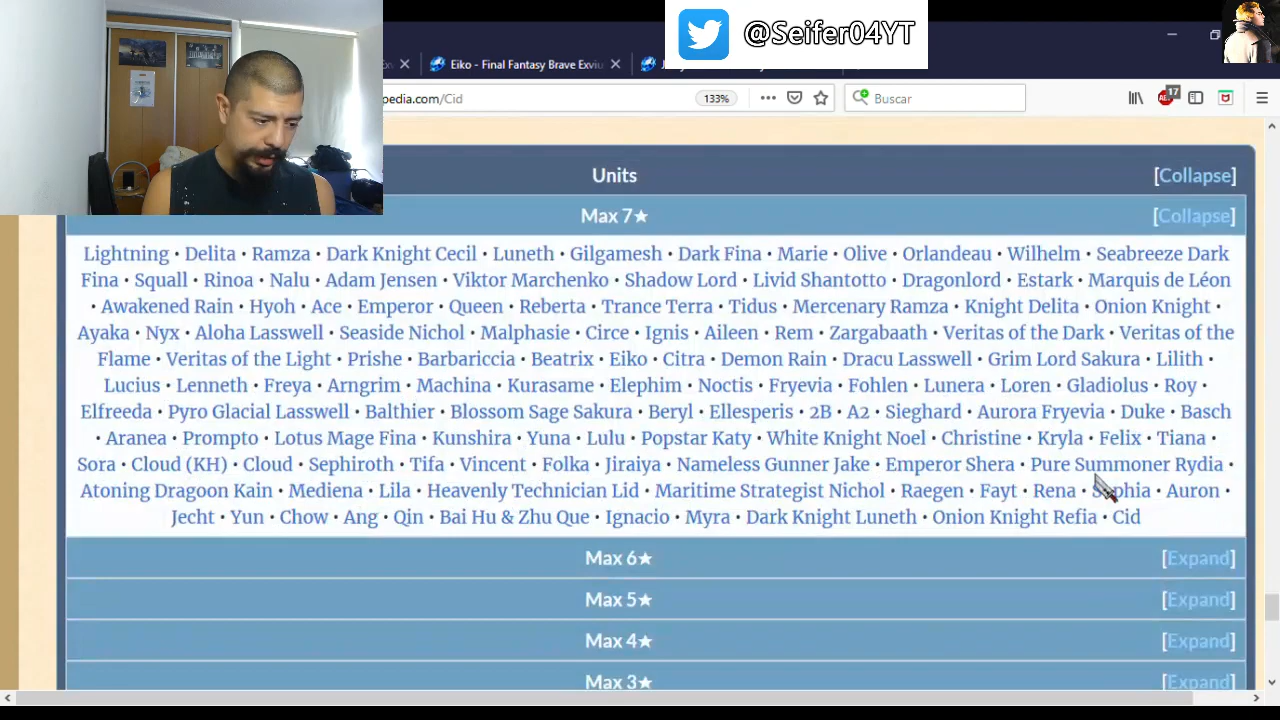 @Seifer04YT
Eiko - Final Fantasy Brave Exviu
pedia.com/Cid
133%
Buscar
17
Units
[Collapse]
Max 7★
[Collapse]
Lightning • Delita • Ramza • Dark Knight Cecil • Luneth • Gilgamesh • Dark Fina • Marie • Olive • Orlandeau • Wilhelm • Seabreeze Dark
Fina • Squall • Rinoa • Nalu • Adam Jensen • Viktor Marchenko • Shadow Lord • Livid Shantotto • Dragonlord • Estark • Marquis de Léon
• Awakened Rain • Hyoh • Ace • Emperor • Queen • Reberta • Trance Terra • Tidus • Mercenary Ramza • Knight Delita • Onion Knight •
Ayaka • Nyx • Aloha Lasswell • Seaside Nichol • Malphasie • Circe • Ignis • Aileen • Rem • Zargabaath • Veritas of the Dark • Veritas of the
Flame • Veritas of the Light • Prishe • Barbariccia • Beatrix • Eiko • Citra • Demon Rain • Dracu Lasswell • Grim Lord Sakura • Lilith •
Lucius • Lenneth • Freya • Arngrim • Machina • Kurasame • Elephim • Noctis • Fryevia • Fohlen • Lunera • Loren • Gladiolus • Roy •
Elfreeda • Pyro Glacial Lasswell • Balthier • Blossom Sage Sakura • Beryl • Ellesperis • 2B • A2 • Sieghard • Aurora Fryevia • Duke • Basch
• Aranea • Prompto • Lotus Mage Fina • Kunshira • Yuna • Lulu • Popstar Katy • White Knight Noel • Christine • Kryla • Felix • Tiana •
Sora • Cloud (KH) • Cloud • Sephiroth • Tifa • Vincent • Folka • Jiraiya • Nameless Gunner Jake • Emperor Shera • Pure Summoner Rydia •
Atoning Dragoon Kain • Mediena • Lila • Heavenly Technician Lid • Maritime Strategist Nichol • Raegen • Fayt • Rena • Sophia • Auron •
Jecht • Yun • Chow • Ang • Qin • Bai Hu & Zhu Que • Ignacio • Myra • Dark Knight Luneth • Onion Knight Refia • Cid
Max 6★
[Expand]
Max 5★
[Expand]
Max 4★
[Expand]
Max 3★
[Expand]